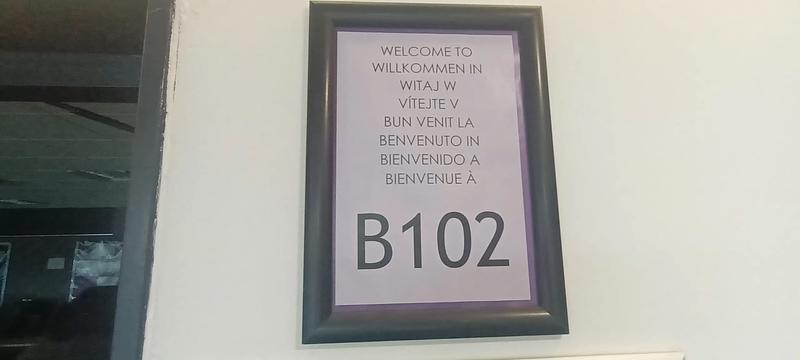 WELCOME TO
WILLKOMMEN IN
WITAJ W
VÍTEJTE V
BUN VENIT LA
BENVENUTO IN
BIENVENIDO A
BIENVENUE À
B102